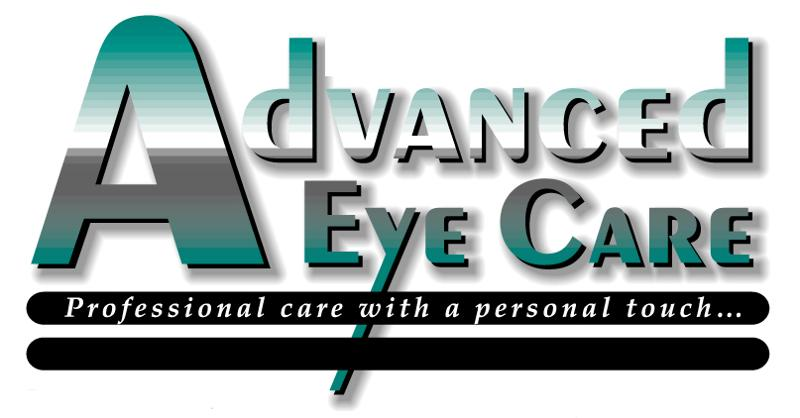 Advanced
Eye Care
Professional care with a personal touch...